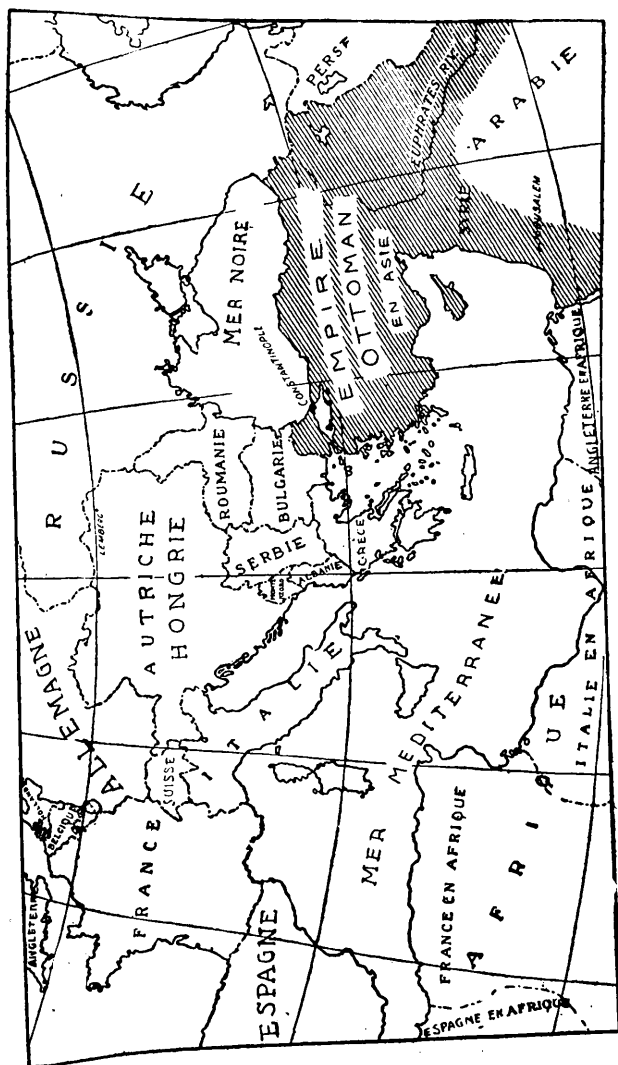 ANGLETERRE
HOLLANDE
BELGIQUE
ALLEMAGNE
RUSSIE
LEMBERG
FRANCE
SUISSE
AUTRICHE
HONGRIE
ITALIE
ROUMANIE
SERBIE
BULGARIE
ALBANIE
GRÈCE
MER NOIRE
CONSTANTINOPLE
EMPIRE
OTTOMAN
EN ASIE
PERSE
EUPHRATES RIV.
SYRIE
ARABIE
JERUSALEM
ESPAGNE
MER MEDITERRANEE
AFRIQUE
FRANCE EN AFRIQUE
ESPAGNE EN AFRIQUE
ITALIE EN AFRIQUE
ANGLETERRE EN AFRIQUE